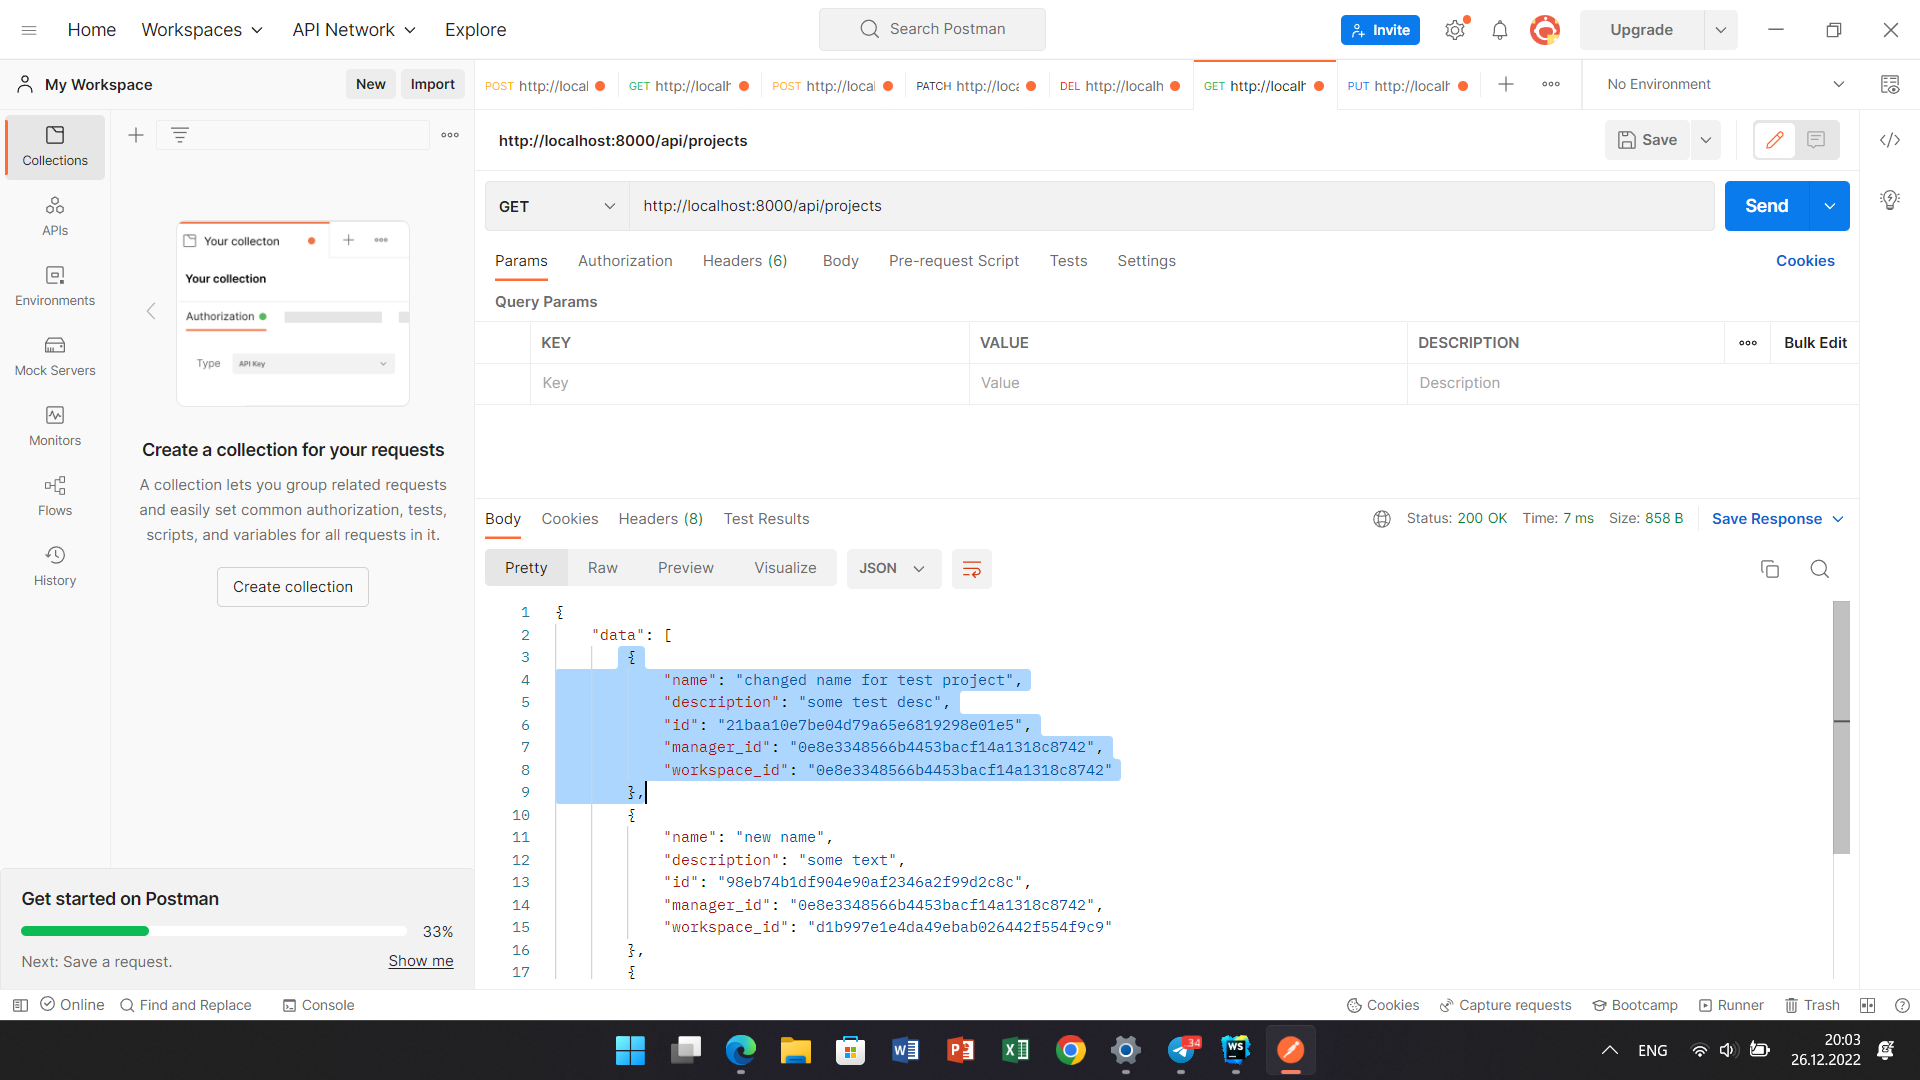 Home
Workspaces
API Network
Explore
Search Postman
Invite
Upgrade
My Workspace
New
Import
POST http://local
GET http://localh
POST http://local
PATCH http://loca
DEL http://localh
GET http://localh
PUT http://localh
No Environment
Collections
APIs
Environments
Mock Servers
Monitors
Flows
History
Your collecton
Your collection
Authorization
Type
API Key
Create a collection for your requests
A collection lets you group related requests
and easily set common authorization, tests,
scripts, and variables for all requests in it.
Create collection
Get started on Postman
33%
Next: Save a request.
Show me
http://localhost:8000/api/projects
Save
GET
http://localhost:8000/api/projects
Send
Params
Authorization
Headers (6)
Body
Pre-request Script
Tests
Settings
Cookies
Query Params
KEY
VALUE
DESCRIPTION
Bulk Edit
Key
Value
Description
Body
Cookies
Headers (8)
Test Results
Status: 200 OK
Time: 7 ms
Size: 858 B
Save Response
Pretty
Raw
Preview
Visualize
JSON
1 {
2 "data": [
3 {
4 "name": "changed name for test project",
5 "description": "some test desc",
6 "id": "21baa10e7be04d79a65e6819298e01e5",
7 "manager_id": "0e8e3348566b4453bacf14a1318c8742",
8 "workspace_id": "0e8e3348566b4453bacf14a1318c8742"
9 },
10 {
11 "name": "new name",
12 "description": "some text",
13 "id": "98eb74b1df904e90af2346a2f99d2c8c",
14 "manager_id": "0e8e3348566b4453bacf14a1318c8742",
15 "workspace_id": "d1b997e1e4da49ebab026442f554f9c9"
16 },
17 {
Online
Find and Replace
Console
Cookies
Capture requests
Bootcamp
Runner
Trash
34
WS
ENG
20:03
26.12.2022